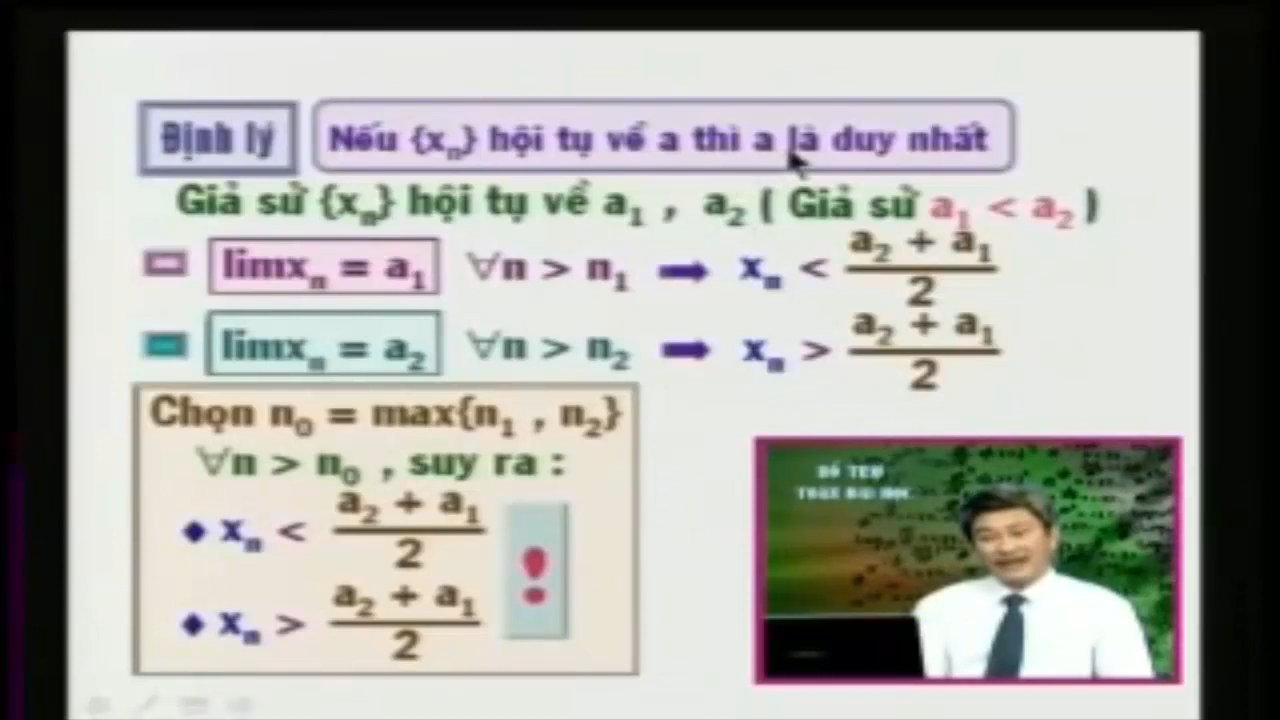 Định lý Nếu {xₙ} hội tụ về a thì a là duy nhất
Giả sử {xₙ} hội tụ về a₁ , a₂ ( Giả sử a₁ < a₂ )
limxₙ = a₁ ∀n > n₁ ➡ xₙ < (a₂ + a₁)/2
limxₙ = a₂ ∀n > n₂ ➡ xₙ > (a₂ + a₁)/2
Chọn n₀ = max{n₁ , n₂}
∀n > n₀ , suy ra :
♦ xₙ < (a₂ + a₁)/2
♦ xₙ > (a₂ + a₁)/2
!